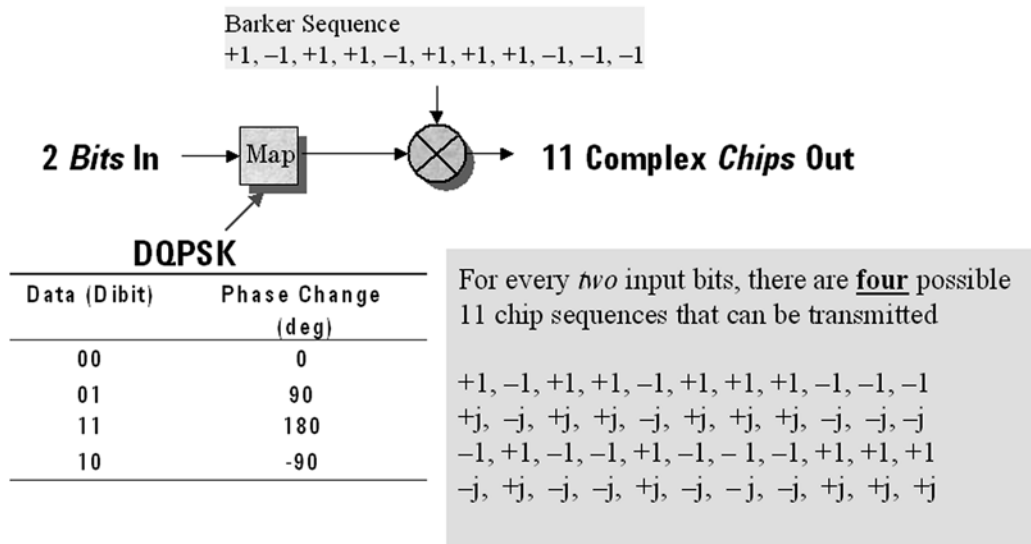 Barker Sequence
+1, –1, +1, +1, –1, +1, +1, +1, –1, –1, –1
2 Bits In
Map
11 Complex Chips Out
DQPSK
Data (Dibit) Phase Change
(deg)
00 0
01 90
11 180
10 -90
For every two input bits, there are four possible
11 chip sequences that can be transmitted
+1, –1, +1, +1, –1, +1, +1, +1, –1, –1, –1
+j, –j, +j, +j, –j, +j, +j, +j, –j, –j, –j
–1, +1, –1, –1, +1, –1, – 1, –1, +1, +1, +1
–j, +j, –j, –j, +j, –j, – j, –j, +j, +j, +j